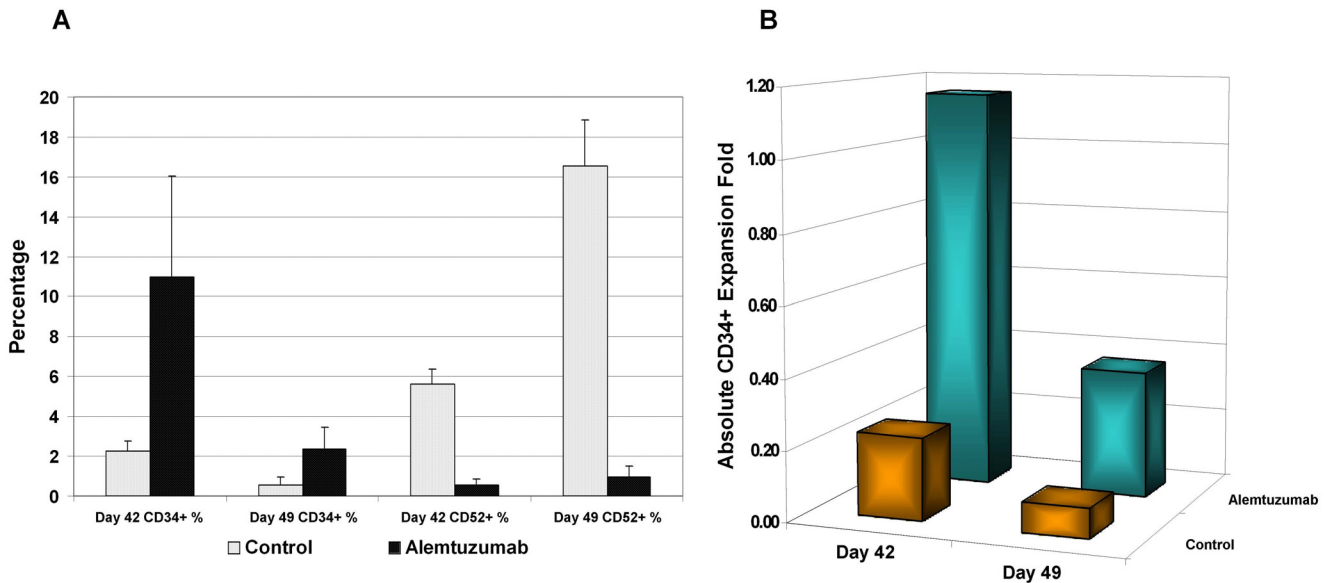 A
Percentage
20
18
16
14
12
10
8
6
4
2
0
Day 42 CD34+ %
Day 49 CD34+ %
Day 42 CD52+ %
Day 49 CD52+ %
Control
Alemtuzumab
B
Absolute CD34+ Expansion Fold
1.20
1.00
0.80
0.60
0.40
0.20
0.00
Day 42
Day 49
Alemtuzumab
Control